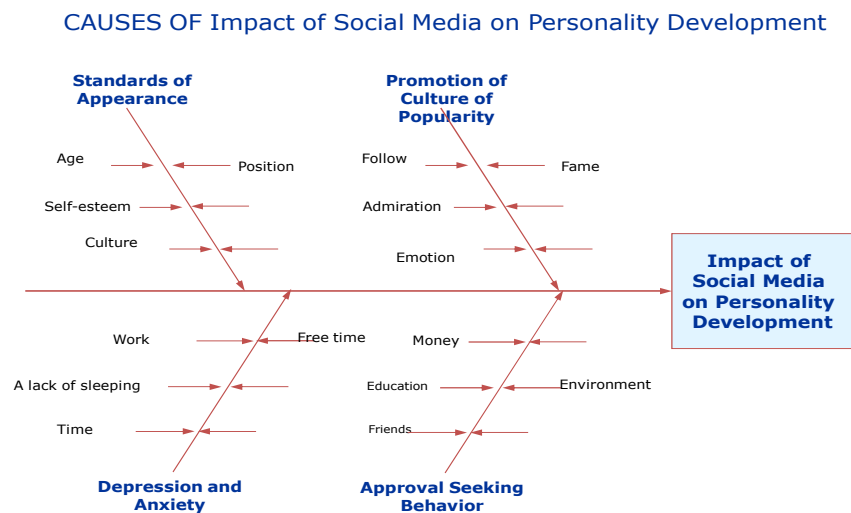 CAUSES OF Impact of Social Media on Personality Development
Standards of
Appearance
Promotion of
Culture of
Popularity
Age
Position
Follow
Fame
Self-esteem
Admiration
Culture
Emotion
Impact of
Social Media
on Personality
Development
Work
Free time
Money
A lack of sleeping
Education
Environment
Time
Friends
Depression and
Anxiety
Approval Seeking
Behavior